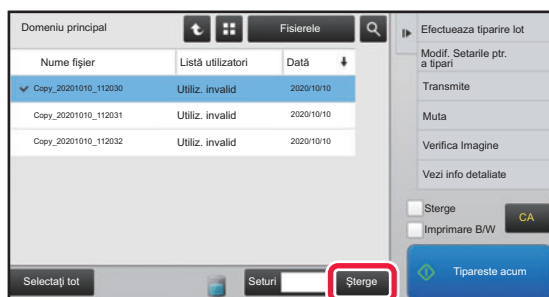 Domeniu principal
Fisierele
Nume fişier
Listă utilizatori
Dată
Copy_20201010_112030
Utiliz. invalid
2020/10/10
Copy_20201010_112031
Utiliz. invalid
2020/10/10
Copy_20201010_112032
Utiliz. invalid
2020/10/10
Selectaţi tot
Seturi
Şterge
Efectueaza tiparire lot
Modif. Setarile ptr.
a tipari
Transmite
Muta
Verifica Imagine
Vezi info detaliate
Sterge
Imprimare B/W
CA
Tipareste acum